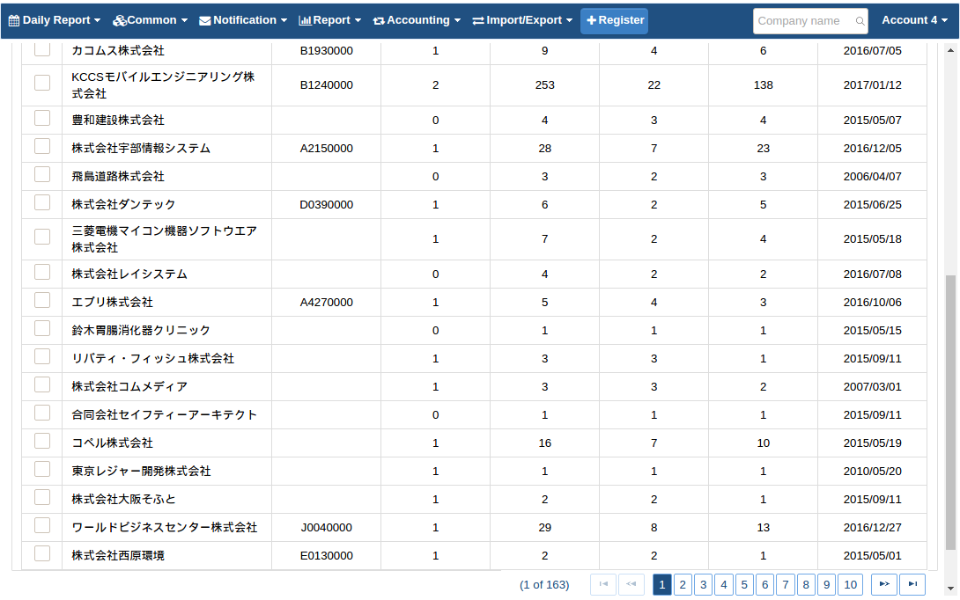 Daily Report Common Notification Report Accounting Import/Export Register Company name Account 4
カコムス株式会社 B1930000 1 9 4 6 2016/07/05
KCCSモバイルエンジニアリング株
式会社 B1240000 2 253 22 138 2017/01/12
豊和建設株式会社 0 4 3 4 2015/05/07
株式会社宇部情報システム A2150000 1 28 7 23 2016/12/05
飛鳥道路株式会社 0 3 2 3 2006/04/07
株式会社ダンテック D0390000 1 6 2 5 2015/06/25
三菱電機マイコン機器ソフトウエア
株式会社 1 7 2 4 2015/05/18
株式会社レイシステム 0 4 2 2 2016/07/08
エブリ株式会社 A4270000 1 5 4 3 2016/10/06
鈴木胃腸消化器クリニック 0 1 1 1 2015/05/15
リバティ・フィッシュ株式会社 1 3 3 1 2015/09/11
株式会社コムメディア 1 3 3 2 2007/03/01
合同会社セイフティーアーキテクト 0 1 1 1 2015/09/11
コベル株式会社 1 16 7 10 2015/05/19
東京レジャー開発株式会社 1 1 1 1 2010/05/20
株式会社大阪そふと 1 2 2 1 2015/09/11
ワールドビジネスセンター株式会社 J0040000 1 29 8 13 2016/12/27
株式会社西原環境 E0130000 1 2 2 1 2015/05/01
(1 of 163) 1 2 3 4 5 6 7 8 9 10